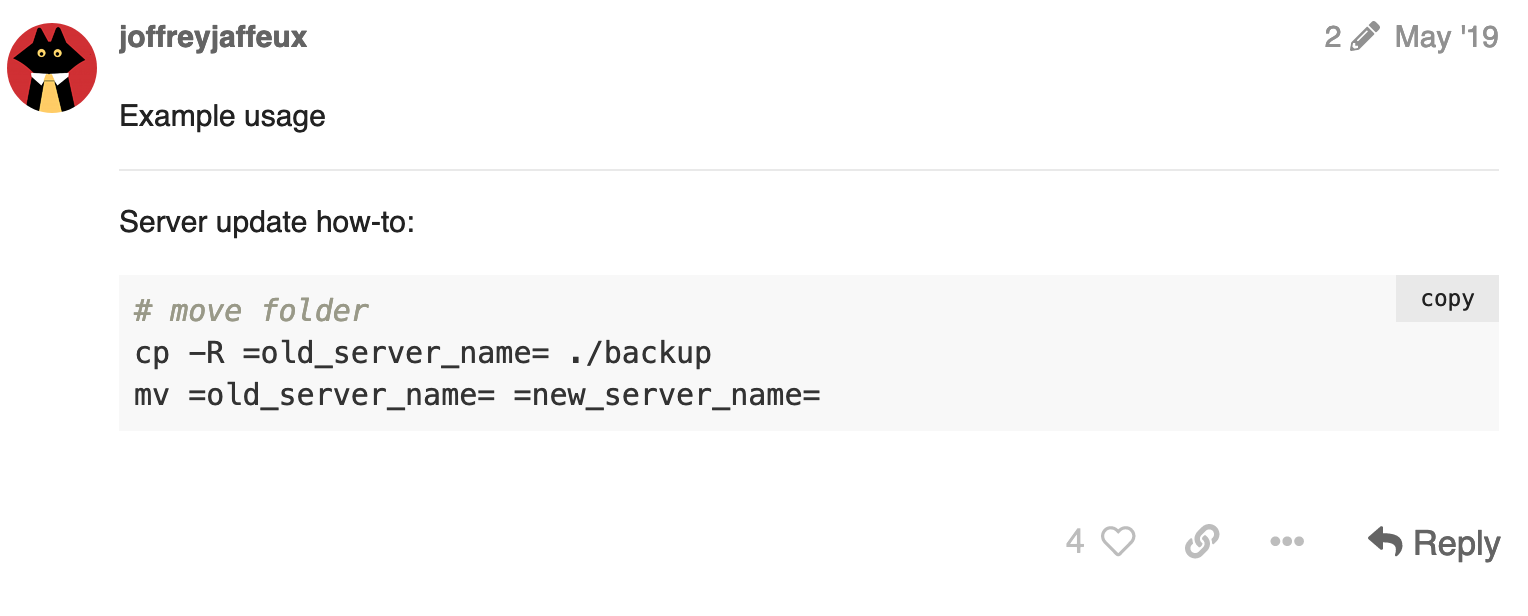 joffreyjaffeux
2 May '19
Example usage
Server update how-to:
copy
# move folder
cp -R =old_server_name= ./backup
mv =old_server_name= =new_server_name=
4
Reply